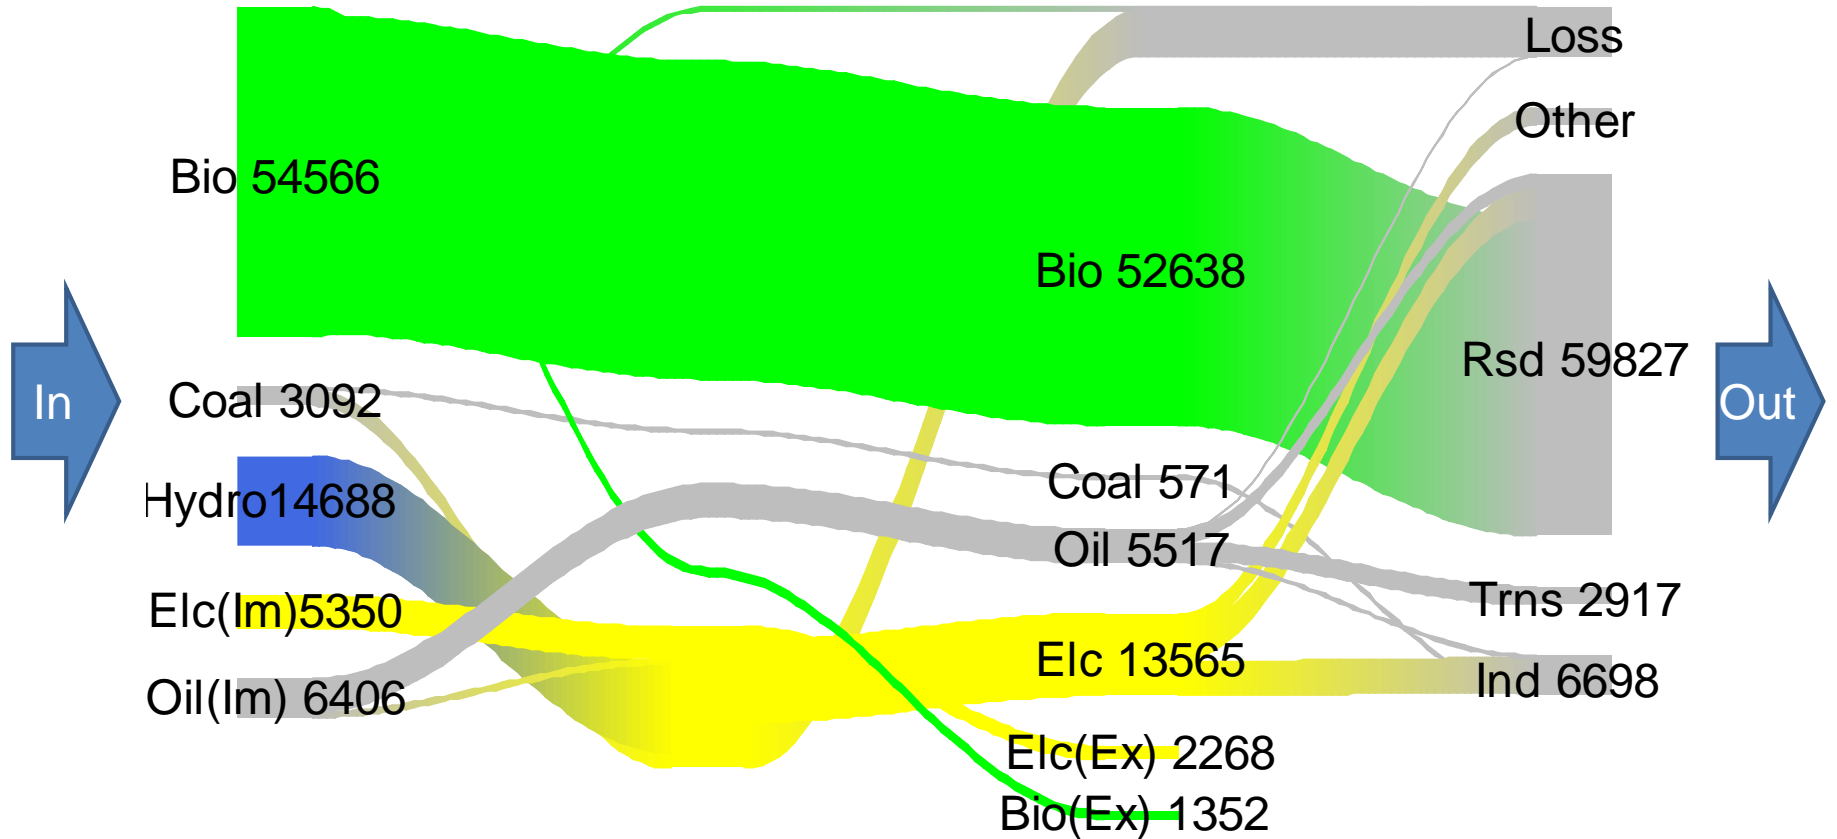 In
Bio 54566
Coal 3092
Hydro14688
Elc(Im)5350
Oil(Im) 6406
Bio 52638
Coal 571
Oil 5517
Elc 13565
Elc(Ex) 2268
Bio(Ex) 1352
Loss
Other
Rsd 59827
Trns 2917
Ind 6698
Out